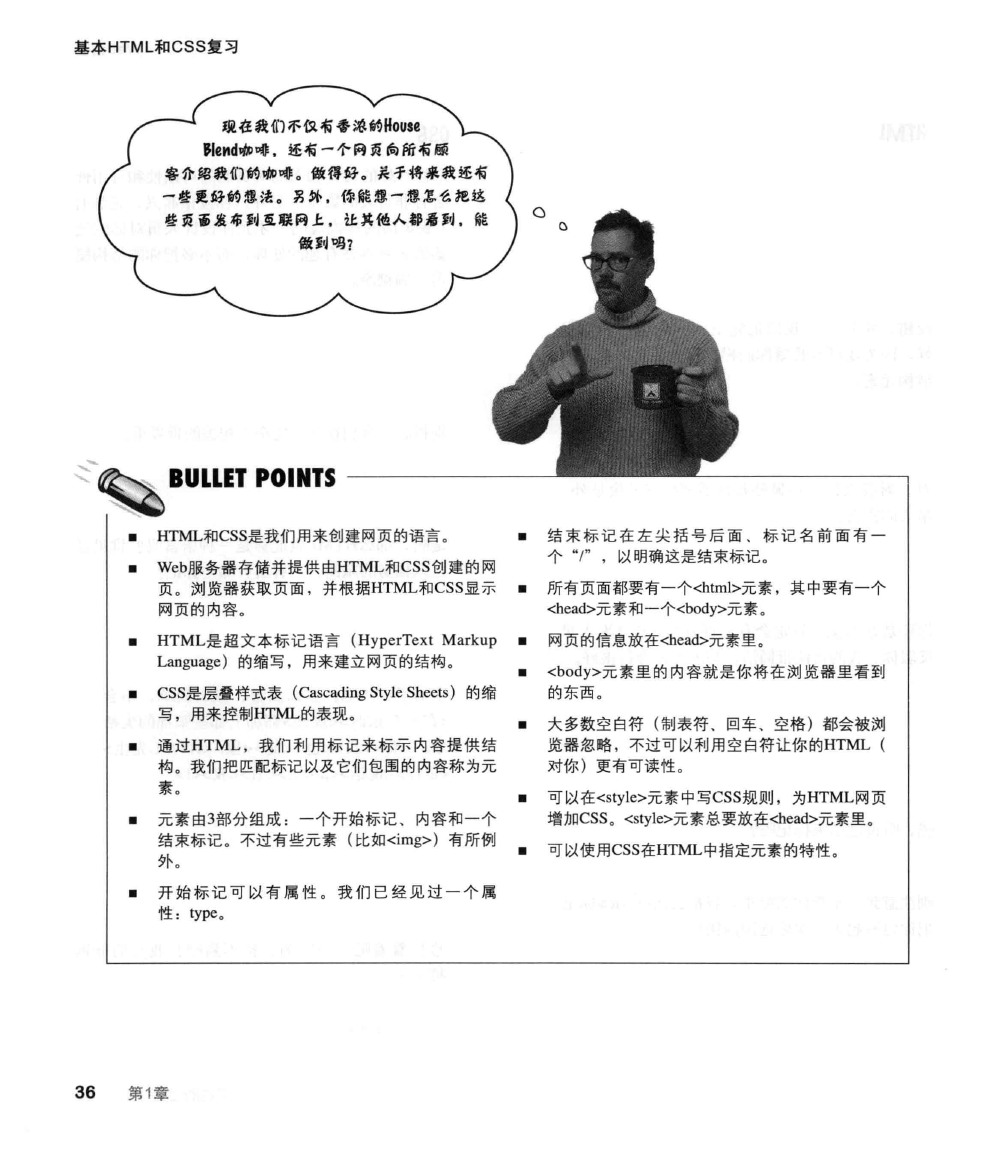 基本HTML和CSS复习
现在我们不仅有香浓的House
Blend咖啡，还有一个网页向所有顾
客介绍我们的咖啡。做得好。关于将来我还有
一些更好的想法。另外，你能想一想怎么把这
些页面发布到互联网上，让其他人都看到，能
做到吗?
BULLET POINTS
■ HTML和CSS是我们用来创建网页的语言。
■ Web服务器存储并提供由HTML和CSS创建的网
页。浏览器获取页面，并根据HTML和CSS显示
网页的内容。
■ HTML是超文本标记语言（HyperText Markup
Language）的缩写，用来建立网页的结构。
■ CSS是层叠样式表（Cascading Style Sheets）的缩
写，用来控制HTML的表现。
■ 通过HTML，我们利用标记来标示内容提供结
构。我们把匹配标记以及它们包围的内容称为元
素。
■ 元素由3部分组成：一个开始标记、内容和一个
结束标记。不过有些元素（比如<img>）有所例
外。
■ 开始标记可以有属性。我们已经见过一个属
性：type。
■ 结束标记在左尖括号后面、标记名前面有一
个“/”，以明确这是结束标记。
■ 所有页面都要有一个<html>元素，其中要有一个
<head>元素和一个<body>元素。
■ 网页的信息放在<head>元素里。
■ <body>元素里的内容就是你将在浏览器里看到
的东西。
■ 大多数空白符（制表符、回车、空格）都会被浏
览器忽略，不过可以利用空白符让你的HTML（
对你）更有可读性。
■ 可以在<style>元素中写CSS规则，为HTML网页
增加CSS。<style>元素总要放在<head>元素里。
■ 可以使用CSS在HTML中指定元素的特性。
36 第1章